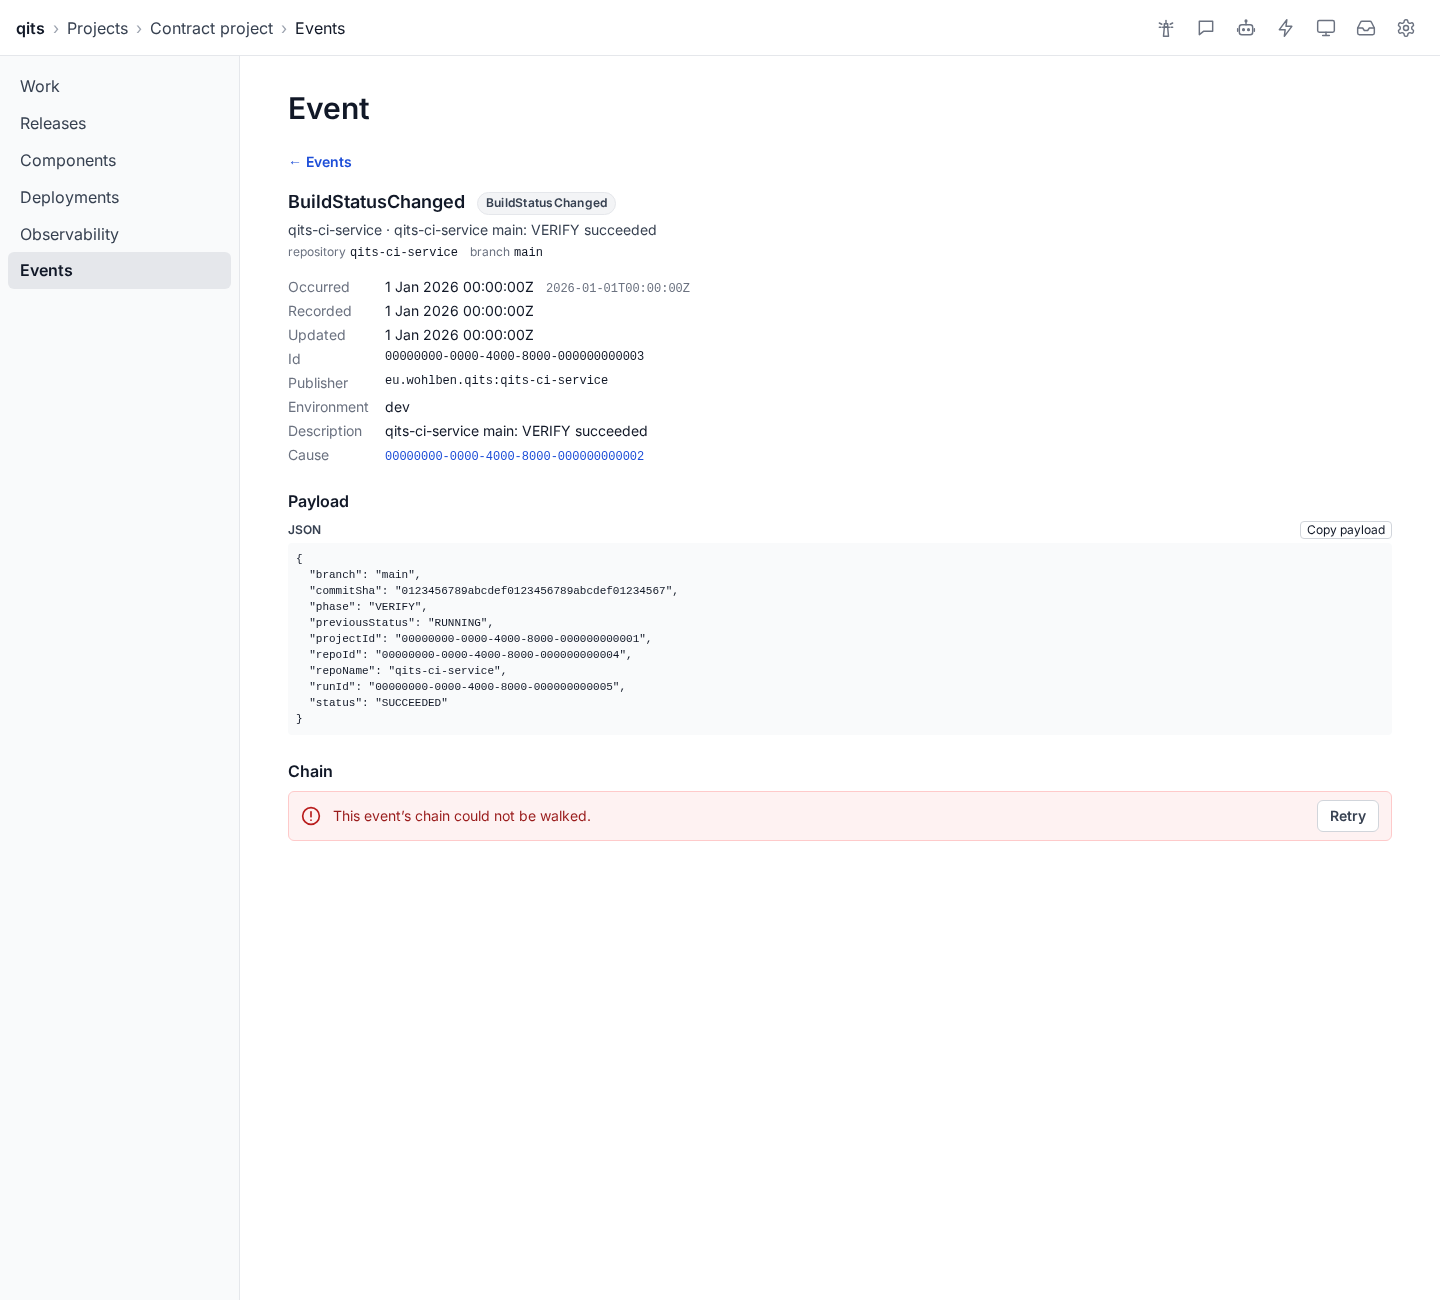 qits › Projects › Contract project › Events
Work
Releases
Components
Deployments
Observability
Events
Event
← Events
BuildStatusChanged BuildStatusChanged
qits-ci-service · qits-ci-service main: VERIFY succeeded
repository qits-ci-service branch main
Occurred 1 Jan 2026 00:00:00Z 2026-01-01T00:00:00Z
Recorded 1 Jan 2026 00:00:00Z
Updated 1 Jan 2026 00:00:00Z
Id 00000000-0000-4000-8000-000000000003
Publisher eu.wohlben.qits:qits-ci-service
Environment dev
Description qits-ci-service main: VERIFY succeeded
Cause 00000000-0000-4000-8000-000000000002
Payload
JSON Copy payload
{
  "branch": "main",
  "commitSha": "0123456789abcdef0123456789abcdef01234567",
  "phase": "VERIFY",
  "previousStatus": "RUNNING",
  "projectId": "00000000-0000-4000-8000-000000000001",
  "repoId": "00000000-0000-4000-8000-000000000004",
  "repoName": "qits-ci-service",
  "runId": "00000000-0000-4000-8000-000000000005",
  "status": "SUCCEEDED"
}
Chain
This event’s chain could not be walked. Retry